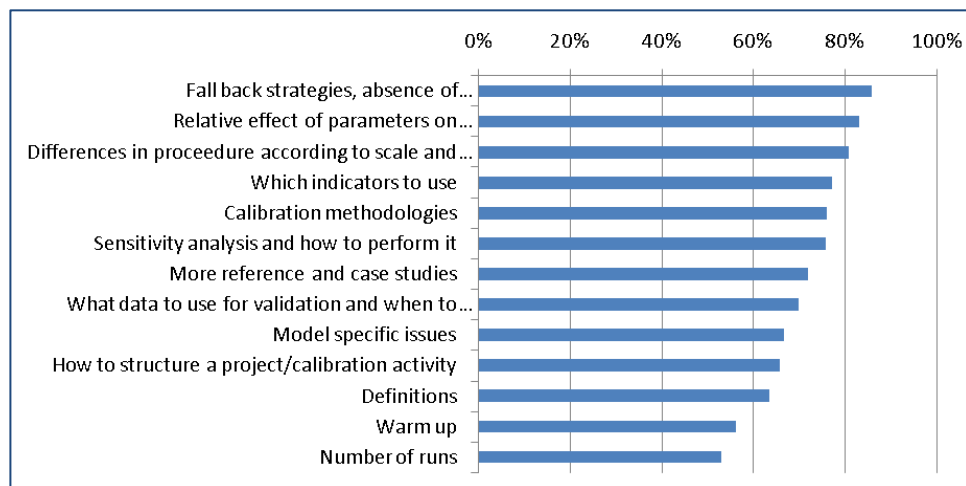 0% 20% 40% 60% 80% 100%
Fall back strategies, absence of...
Relative effect of parameters on...
Differences in proceedure according to scale and...
Which indicators to use
Calibration methodologies
Sensitivity analysis and how to perform it
More reference and case studies
What data to use for validation and when to...
Model specific issues
How to structure a project/calibration activity
Definitions
Warm up
Number of runs